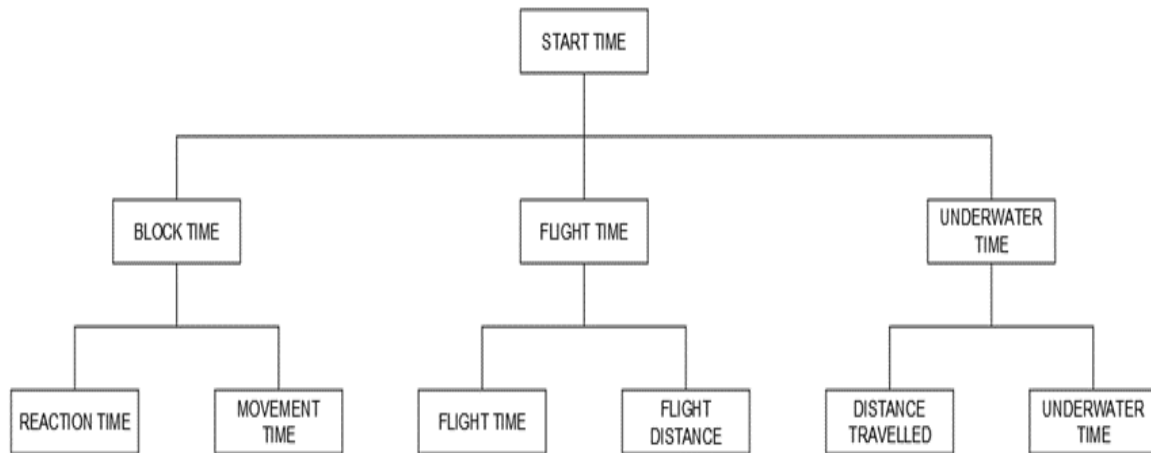 START TIME
BLOCK TIME
FLIGHT TIME
UNDERWATER
TIME
REACTION TIME
MOVEMENT
TIME
FLIGHT TIME
FLIGHT
DISTANCE
DISTANCE
TRAVELLED
UNDERWATER
TIME